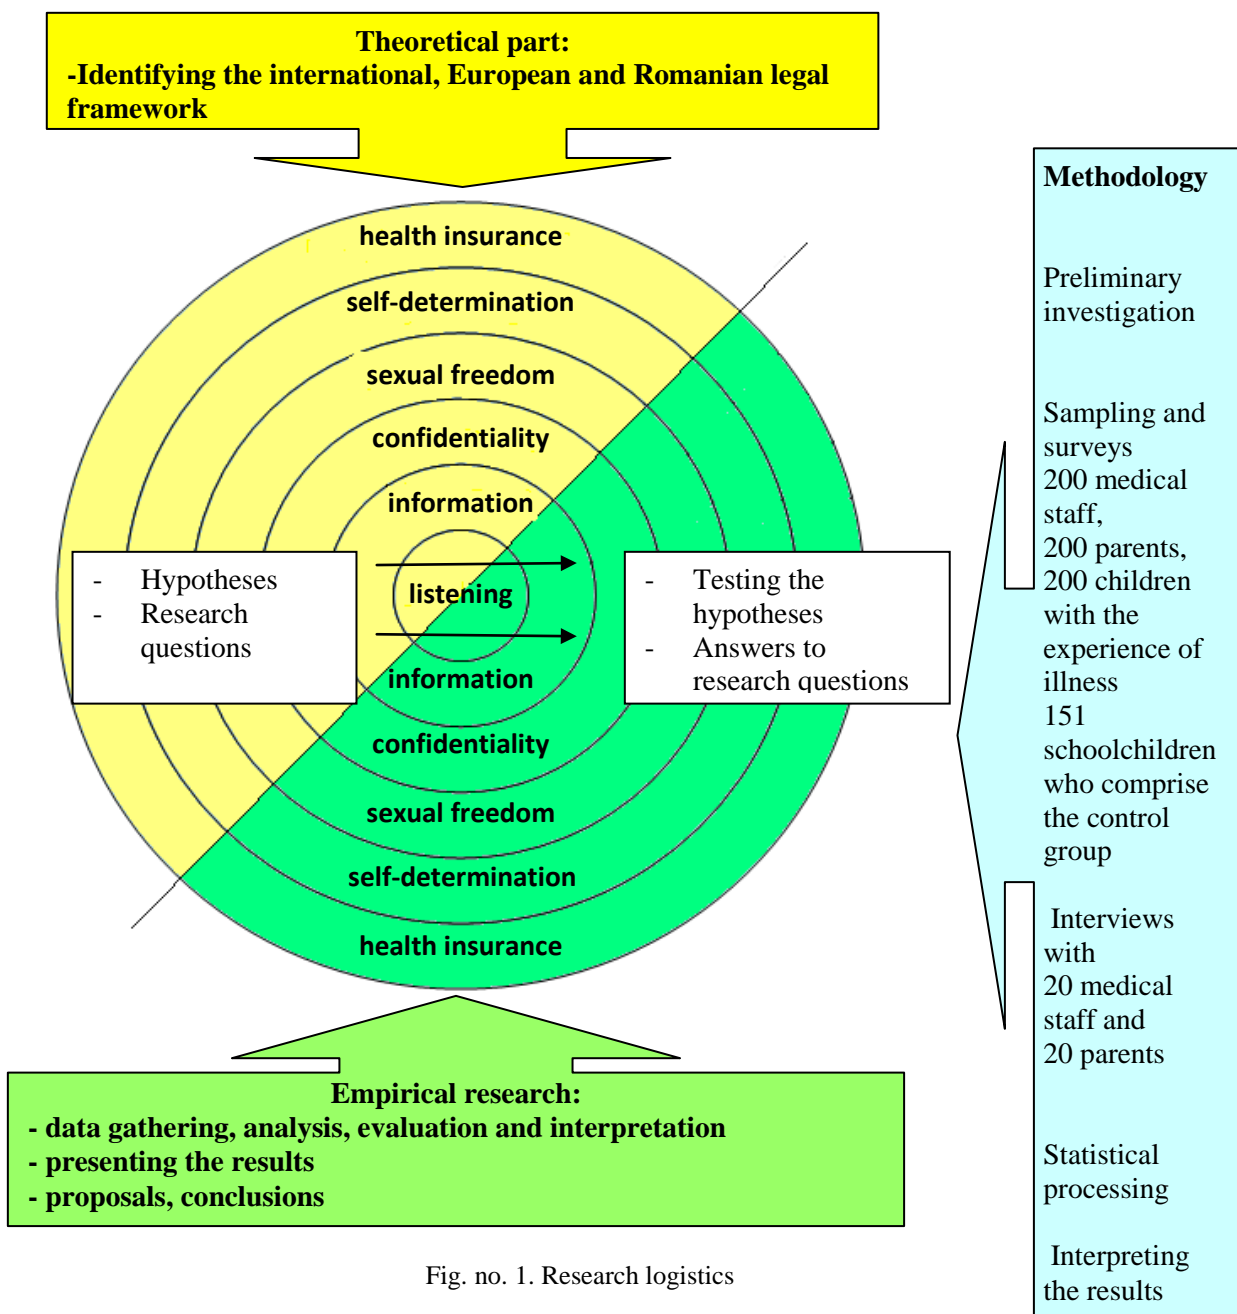 Theoretical part:
-Identifying the international, European and Romanian legal
framework
health insurance
self-determination
sexual freedom
confidentiality
information
listening
information
confidentiality
sexual freedom
self-determination
health insurance
- Hypotheses
- Research
questions
- Testing the
hypotheses
- Answers to
research questions
Methodology
Preliminary
investigation
Sampling and
surveys
200 medical
staff,
200 parents,
200 children
with the
experience of
illness
151
schoolchildren
who comprise
the control
group
Interviews
with
20 medical
staff and
20 parents
Statistical
processing
Interpreting
the results
Empirical research:
- data gathering, analysis, evaluation and interpretation
- presenting the results
- proposals, conclusions
Fig. no. 1. Research logistics